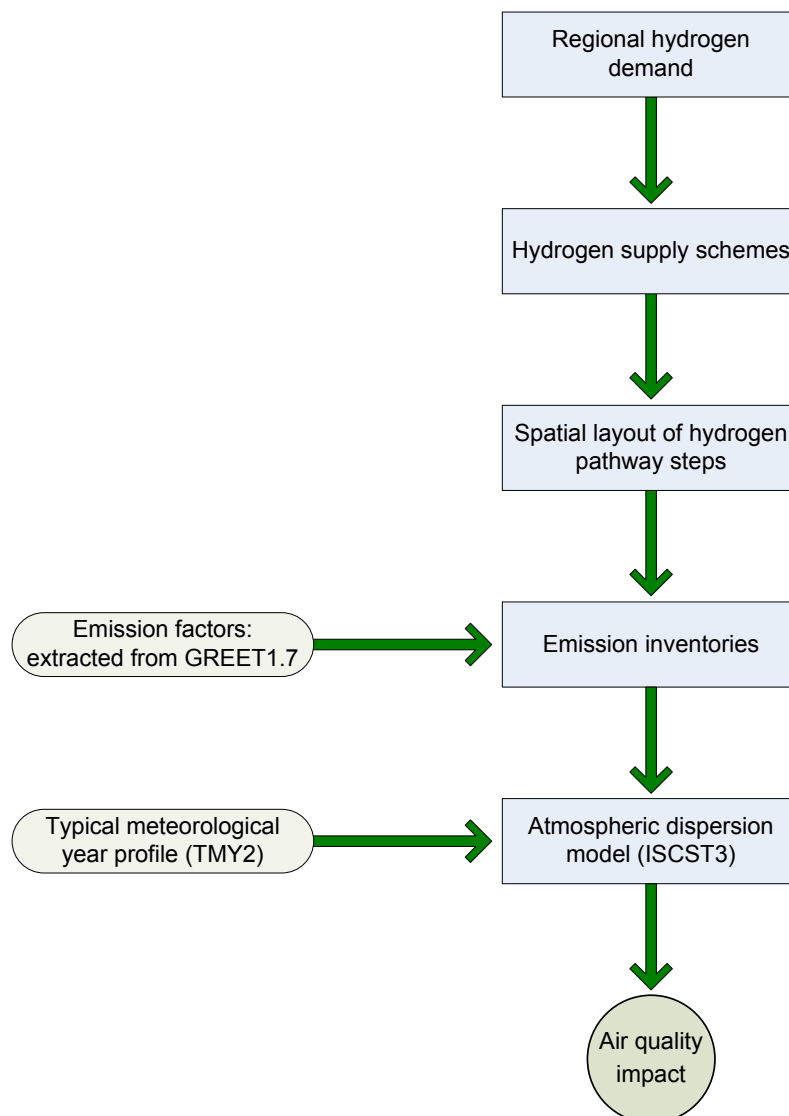 Regional hydrogen
demand
Hydrogen supply schemes
Spatial layout of hydrogen
pathway steps
Emission factors:
extracted from GREET1.7
Emission inventories
Typical meteorological
year profile (TMY2)
Atmospheric dispersion
model (ISCST3)
Air quality
impact